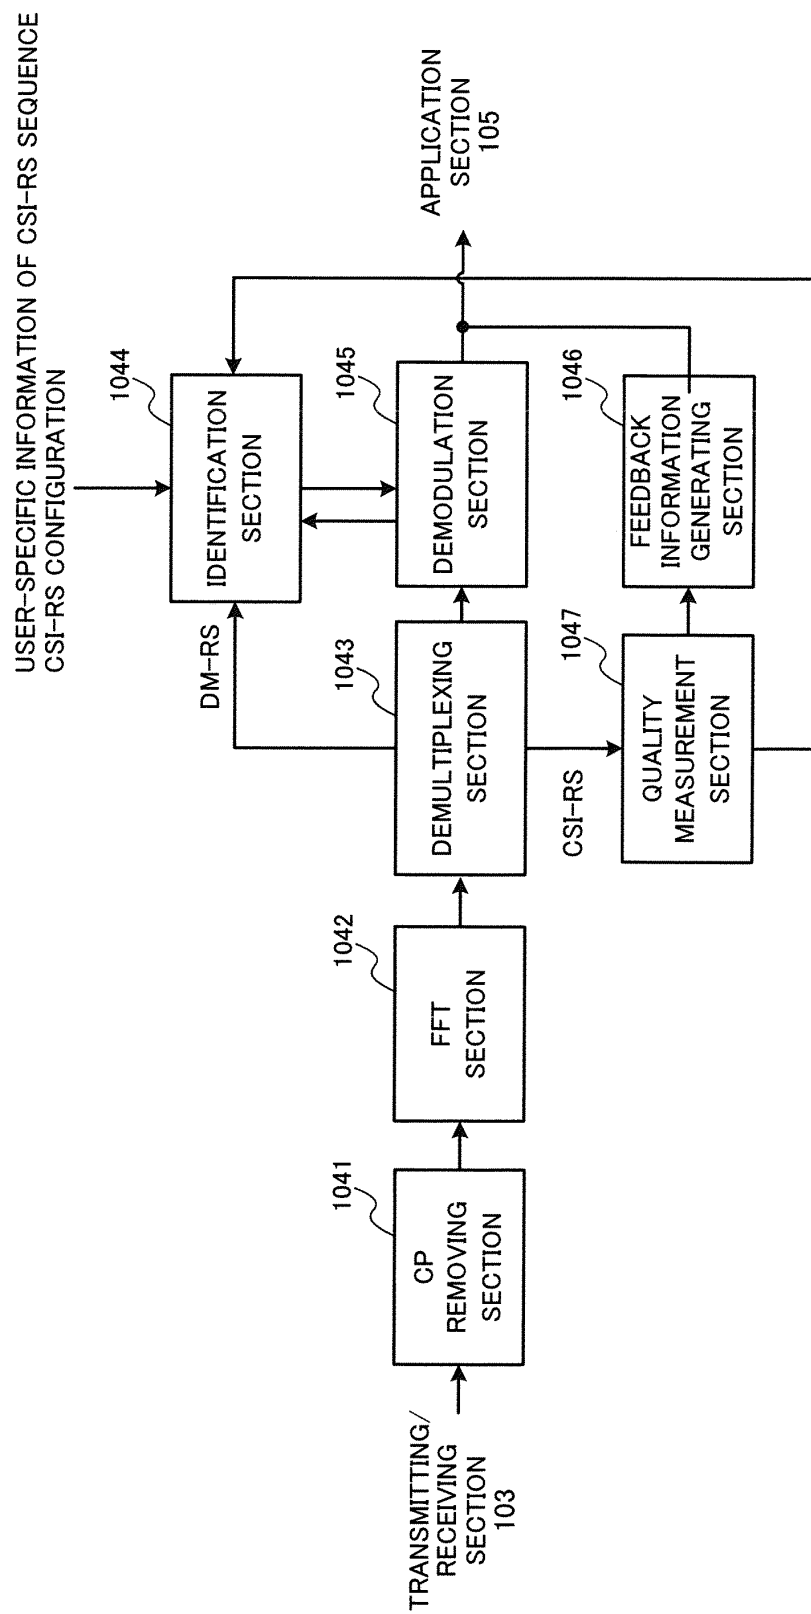 USER-SPECIFIC INFORMATION OF CSI-RS SEQUENCE
CSI-RS CONFIGURATION
1044
IDENTIFICATION
SECTION
DM-RS
TRANSMITTING/
RECEIVING
SECTION
103
1041
CP
REMOVING
SECTION
1042
FFT
SECTION
1043
DEMULTIPLEXING
SECTION
1045
DEMODULATION
SECTION
APPLICATION
SECTION
105
CSI-RS
1047
QUALITY
MEASUREMENT
SECTION
1046
FEEDBACK
INFORMATION
GENERATING
SECTION